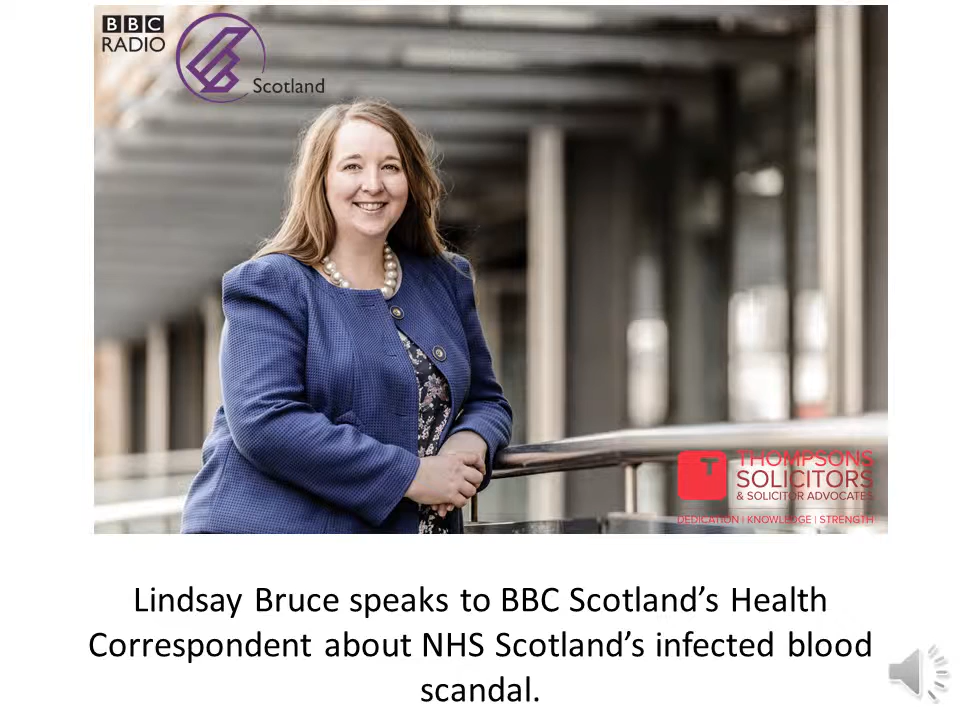 BBC
RADIO
Scotland
T
THOMPSONS
SOLICITORS
& SOLICITOR ADVOCATES
DEDICATION | KNOWLEDGE | STRENGTH
Lindsay Bruce speaks to BBC Scotland’s Health
Correspondent about NHS Scotland’s infected blood
scandal.